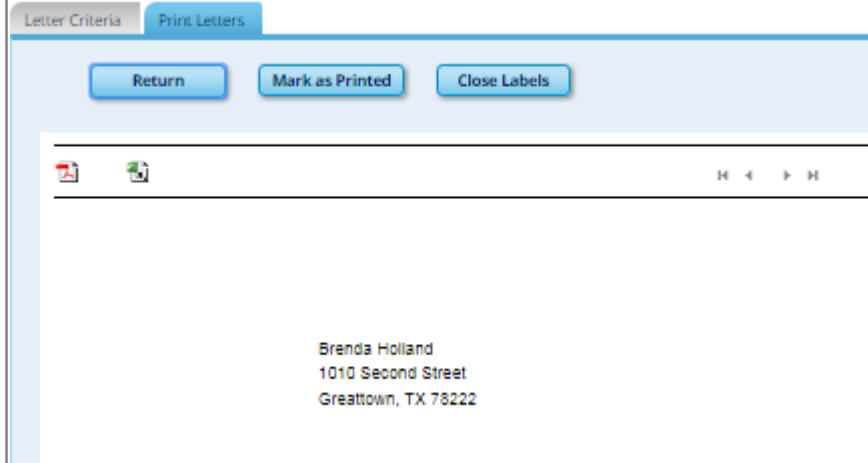 Letter Criteria Print Letters
Return Mark as Printed Close Labels
Brenda Holland
1010 Second Street
Greattown, TX 78222